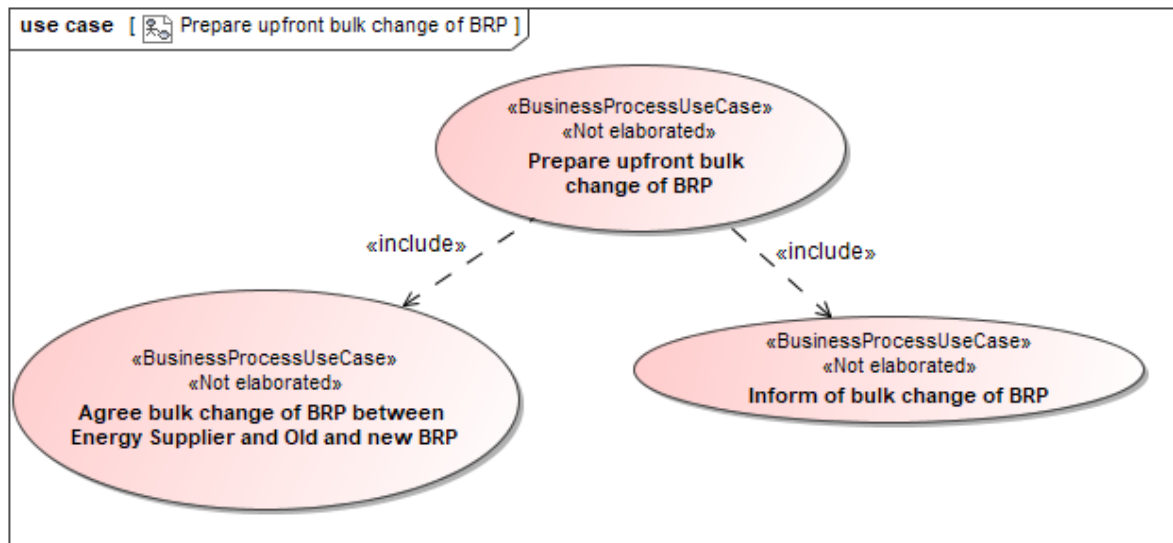 use case [ Prepare upfront bulk change of BRP ]
«BusinessProcessUseCase»
«Not elaborated»
Prepare upfront bulk
change of BRP
«include»
«include»
«BusinessProcessUseCase»
«Not elaborated»
Agree bulk change of BRP between
Energy Supplier and Old and new BRP
«BusinessProcessUseCase»
«Not elaborated»
Inform of bulk change of BRP